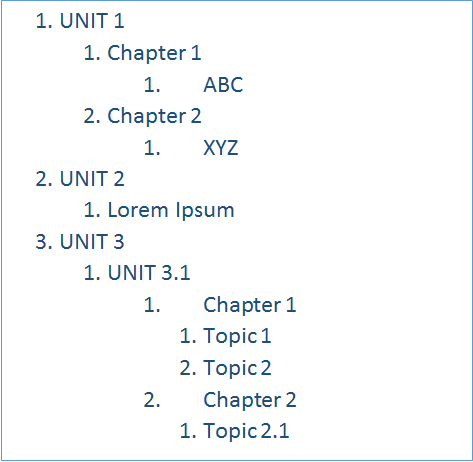 1. UNIT 1
1. Chapter 1
1. ABC
2. Chapter 2
1. XYZ
2. UNIT 2
1. Lorem Ipsum
3. UNIT 3
1. UNIT 3.1
1. Chapter 1
1. Topic 1
2. Topic 2
2. Chapter 2
1. Topic 2.1